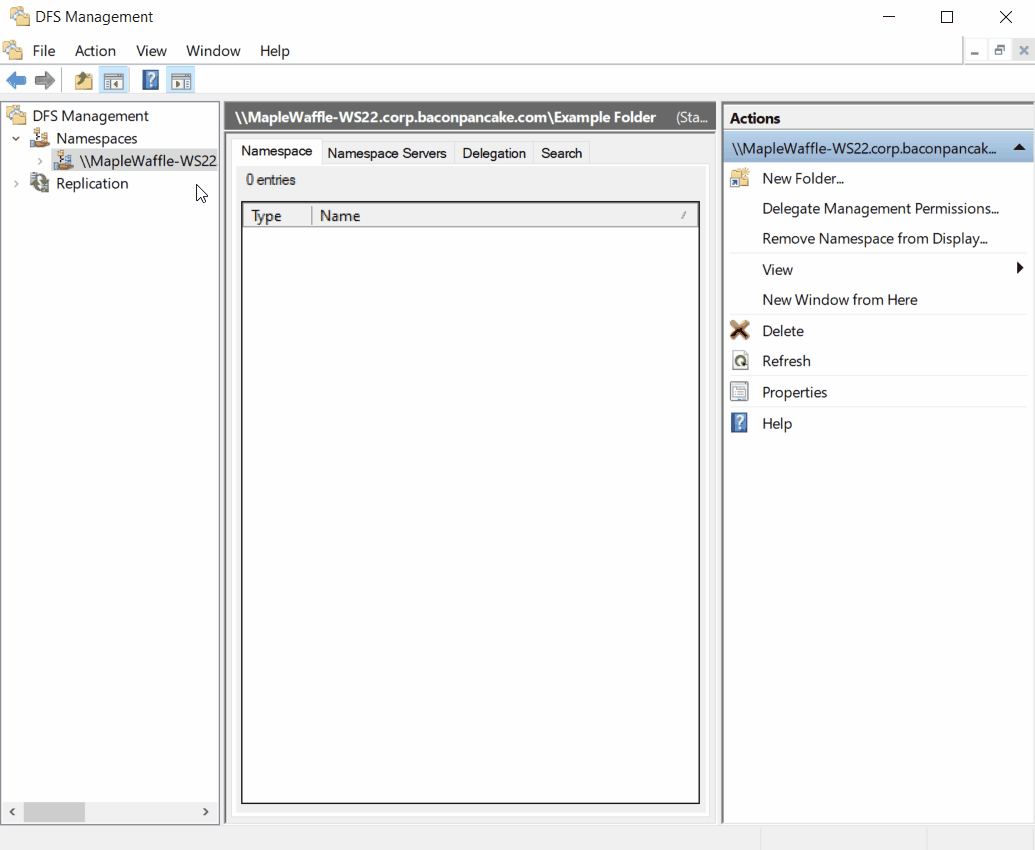 DFS Management
File Action View Window Help
DFS Management
Namespaces
\\MapleWaffle-WS22
Replication
\\MapleWaffle-WS22.corp.baconpancake.com\Example Folder (Sta...
Namespace Namespace Servers Delegation Search
0 entries
Type Name
Actions
\\MapleWaffle-WS22.corp.baconpancak...
New Folder...
Delegate Management Permissions...
Remove Namespace from Display...
View
New Window from Here
Delete
Refresh
Properties
Help